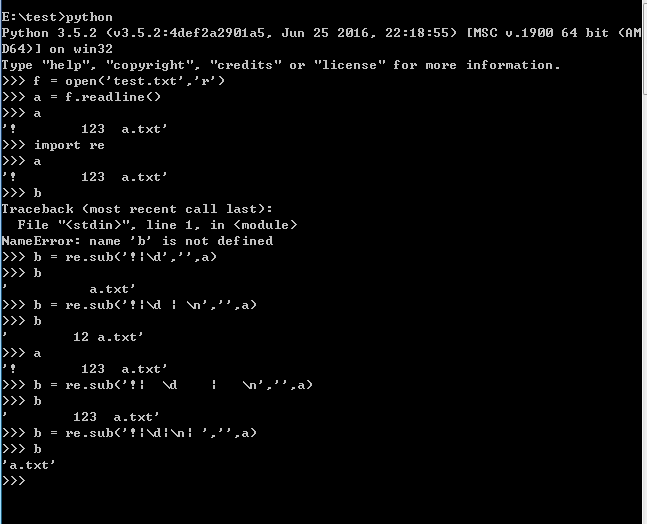 E:\test>python
Python 3.5.2 (v3.5.2:4def2a2901a5, Jun 25 2016, 22:18:55) [MSC v.1900 64 bit (AM
D64)] on win32
Type "help", "copyright", "credits" or "license" for more information.
>>> f = open('test.txt','r')
>>> a = f.readline()
>>> a
'!        123  a.txt'
>>> import re
>>> a
'!        123  a.txt'
>>> b
Traceback (most recent call last):
  File "<stdin>", line 1, in <module>
NameError: name 'b' is not defined
>>> b = re.sub('!|\d','',a)
>>> b
'          a.txt'
>>> b = re.sub('!|\d | \n','',a)
>>> b
'        12 a.txt'
>>> a
'!        123  a.txt'
>>> b = re.sub('!|  \d    |   \n','',a)
>>> b
'        123  a.txt'
>>> b = re.sub('!|\d|\n| ','',a)
>>> b
'a.txt'
>>>